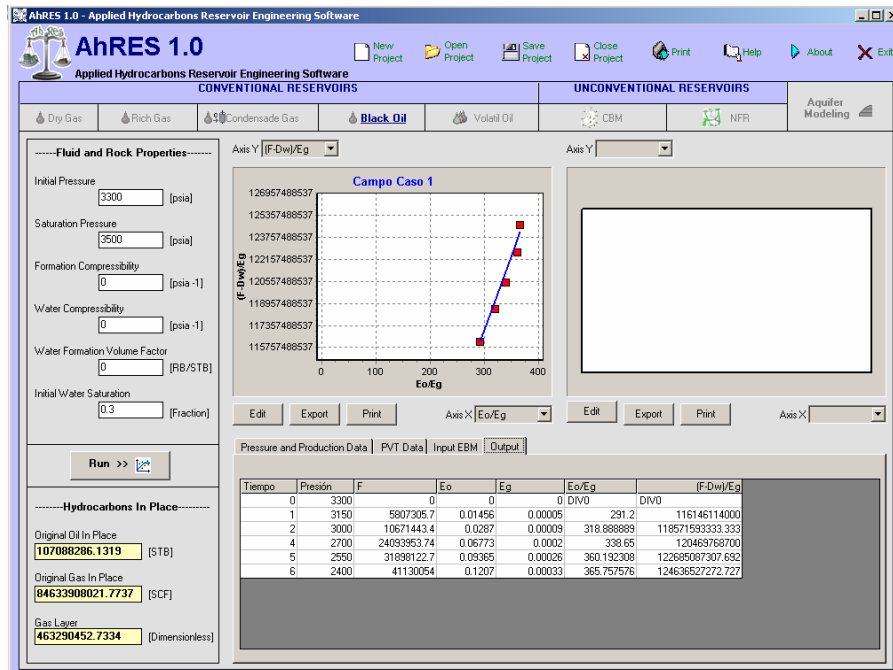 AhRES 1.0 - Applied Hydrocarbons Reservoir Engineering Software
AhRES 1.0
Applied Hydrocarbons Reservoir Engineering Software
New Project
Open Project
Save Project
Close Project
Print
Help
About
Exit
CONVENTIONAL RESERVOIRS
UNCONVENTIONAL RESERVOIRS
Aquifer Modeling
Dry Gas
Rich Gas
Condensade Gas
Black Oil
Volatil Oil
CBM
NFR
------Fluid and Rock Properties-------
Initial Pressure
3300 [psia]
Saturation Pressure
3500 [psia]
Formation Compressibility
0 [psia -1]
Water Compressibility
0 [psia -1]
Water Formation Volume Factor
0 [RB/STB]
Initial Water Saturation
0.3 [Fraction]
Run >>
-------Hydrocarbons In Place---------
Original Oil In Place
107088286.1319 [STB]
Original Gas In Place
84633908021.7737 [SCF]
Gas Layer
463290452.7334 [Dimensionless]
Axis Y (F-Dw)/Eg
Campo Caso 1
126957488537
125357488537
123757488537
122157488537
120557488537
118957488537
117357488537
115757488537
(F-Dw)/Eg
0 100 200 300 400
Eo/Eg
Edit Export Print Axis X Eo/Eg
Axis Y
Edit Export Print Axis X
Pressure and Production Data PVT Data Input EBM Output
Tiempo Presión F Eo Eg Eo/Eg (F-Dw)/Eg
0 3300 0 0 0 DIV0 DIV0
1 3150 5807305.7 0.01456 0.00005 291.2 116146114000
2 3000 10671443.4 0.0287 0.00009 318.888889 118571593333.333
4 2700 24093953.74 0.06773 0.0002 338.65 120469768700
5 2550 31898122.7 0.09365 0.00026 360.192308 122685087307.692
6 2400 41130054 0.1207 0.00033 365.757576 124636527272.727